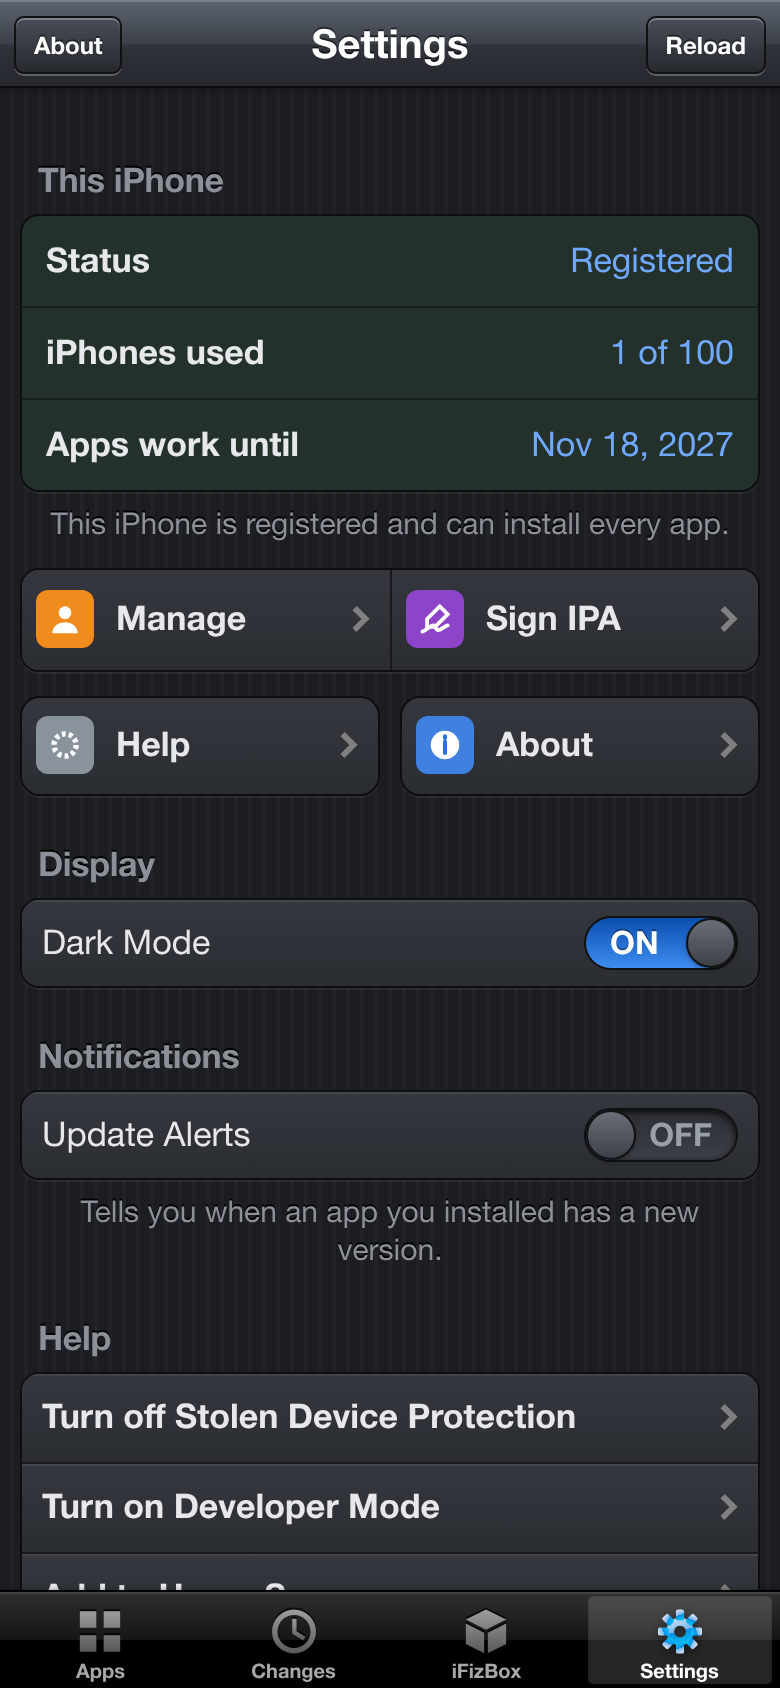 About
Settings
Reload
This iPhone
Status
Registered
iPhones used
1 of 100
Apps work until
Nov 18, 2027
This iPhone is registered and can install every app.
Manage
Sign IPA
Help
About
Display
Dark Mode
ON
Notifications
Update Alerts
OFF
Tells you when an app you installed has a new
version.
Help
Turn off Stolen Device Protection
Turn on Developer Mode
Apps
Changes
iFizBox
Settings